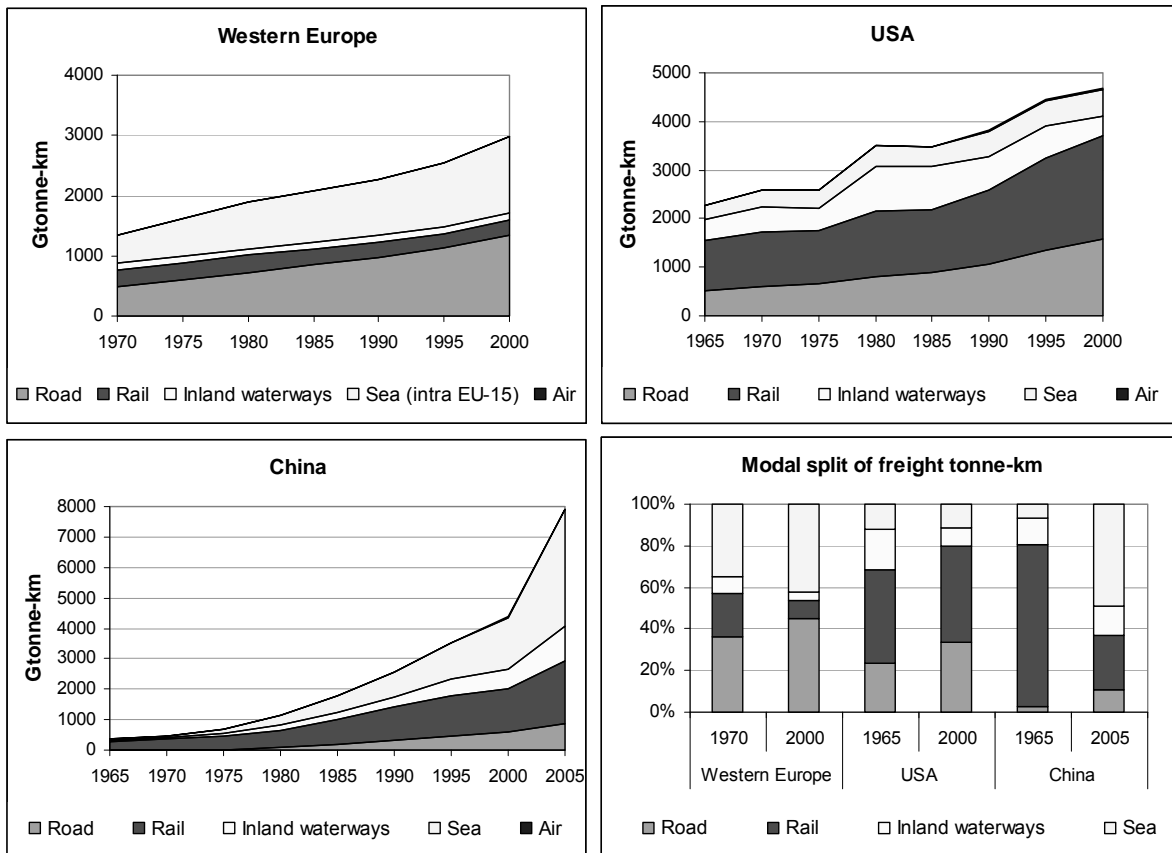 Western Europe
Gtonne-km
4000
3000
2000
1000
0
1970 1975 1980 1985 1990 1995 2000
Road Rail Inland waterways Sea (intra EU-15) Air
USA
Gtonne-km
5000
4000
3000
2000
1000
0
1965 1970 1975 1980 1985 1990 1995 2000
Road Rail Inland waterways Sea Air
China
Gtonne-km
8000
7000
6000
5000
4000
3000
2000
1000
0
1965 1970 1975 1980 1985 1990 1995 2000 2005
Road Rail Inland waterways Sea Air
Modal split of freight tonne-km
100%
80%
60%
40%
20%
0%
1970 2000 1965 2000 1965 2005
Western Europe USA China
Road Rail Inland waterways Sea